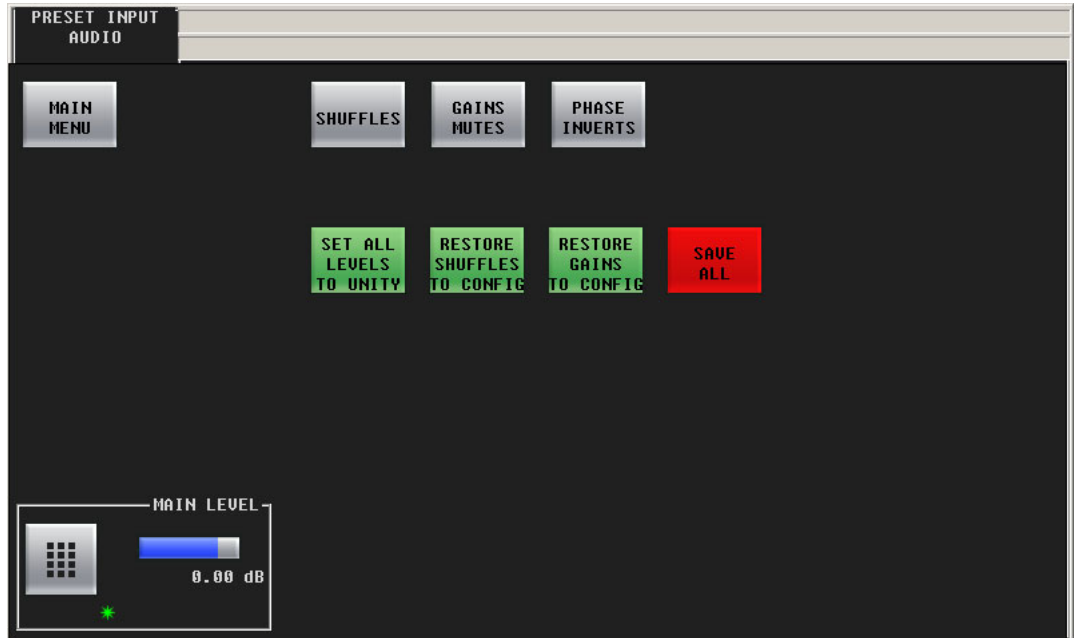 PRESET INPUT
AUDIO
MAIN
MENU
SHUFFLES
GAINS
MUTES
PHASE
INVERTS
SET ALL
LEVELS
TO UNITY
RESTORE
SHUFFLES
TO CONFIG
RESTORE
GAINS
TO CONFIG
SAVE
ALL
MAIN LEVEL
0.00 dB